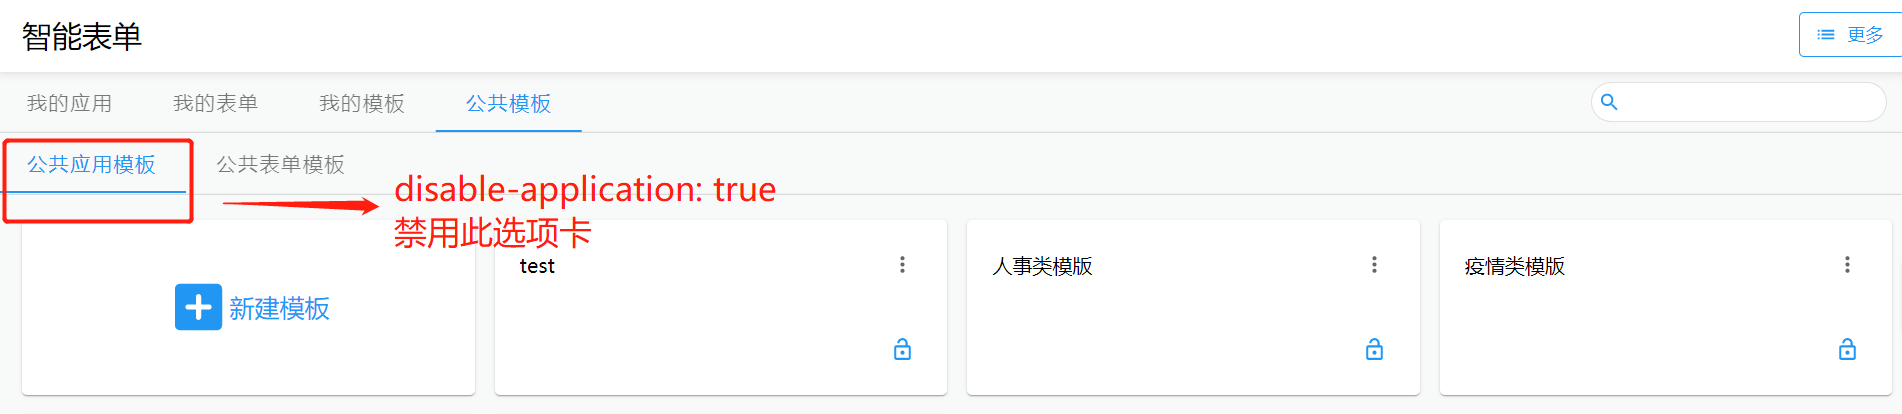 智能表单
更多
我的应用
我的表单
我的模板
公共模板
公共应用模板
公共表单模板
disable-application: true
禁用此选项卡
新建模板
test
人事类模版
疫情类模版